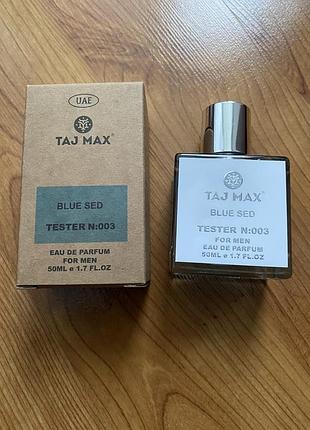 UAE
TAJ MAX®
BLUE SED
TESTER N:003
EAU DE PARFUM
FOR MEN
50ML e 1.7 FL.OZ
TAJ MAX®
BLUE SED
TESTER N:003
FOR MEN
EAU DE PARFUM
50ML e 1.7 FL.OZ